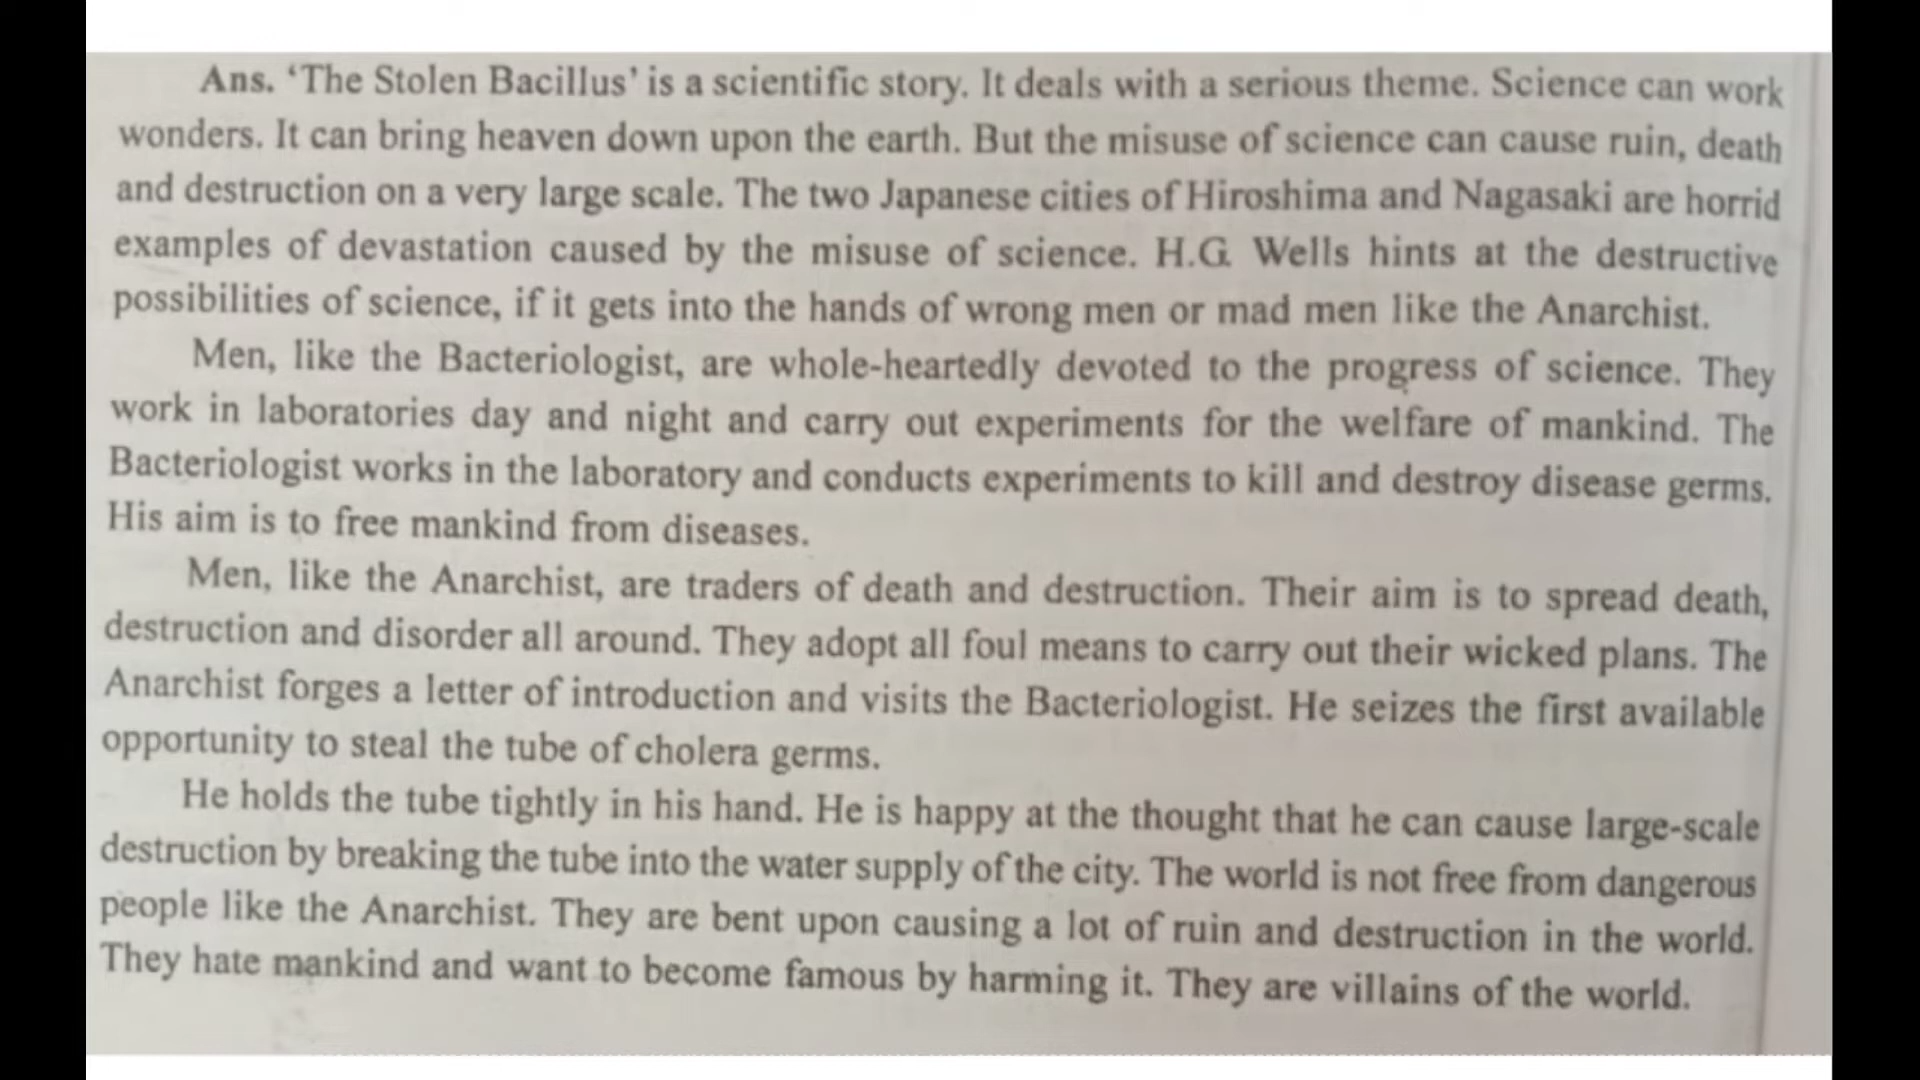 Ans. ‘The Stolen Bacillus’ is a scientific story. It deals with a serious theme. Science can work
wonders. It can bring heaven down upon the earth. But the misuse of science can cause ruin, death
and destruction on a very large scale. The two Japanese cities of Hiroshima and Nagasaki are horrid
examples of devastation caused by the misuse of science. H.G. Wells hints at the destructive
possibilities of science, if it gets into the hands of wrong men or mad men like the Anarchist.
Men, like the Bacteriologist, are whole-heartedly devoted to the progress of science. They
work in laboratories day and night and carry out experiments for the welfare of mankind. The
Bacteriologist works in the laboratory and conducts experiments to kill and destroy disease germs.
His aim is to free mankind from diseases.
Men, like the Anarchist, are traders of death and destruction. Their aim is to spread death,
destruction and disorder all around. They adopt all foul means to carry out their wicked plans. The
Anarchist forges a letter of introduction and visits the Bacteriologist. He seizes the first available
opportunity to steal the tube of cholera germs.
He holds the tube tightly in his hand. He is happy at the thought that he can cause large-scale
destruction by breaking the tube into the water supply of the city. The world is not free from dangerous
people like the Anarchist. They are bent upon causing a lot of ruin and destruction in the world.
They hate mankind and want to become famous by harming it. They are villains of the world.